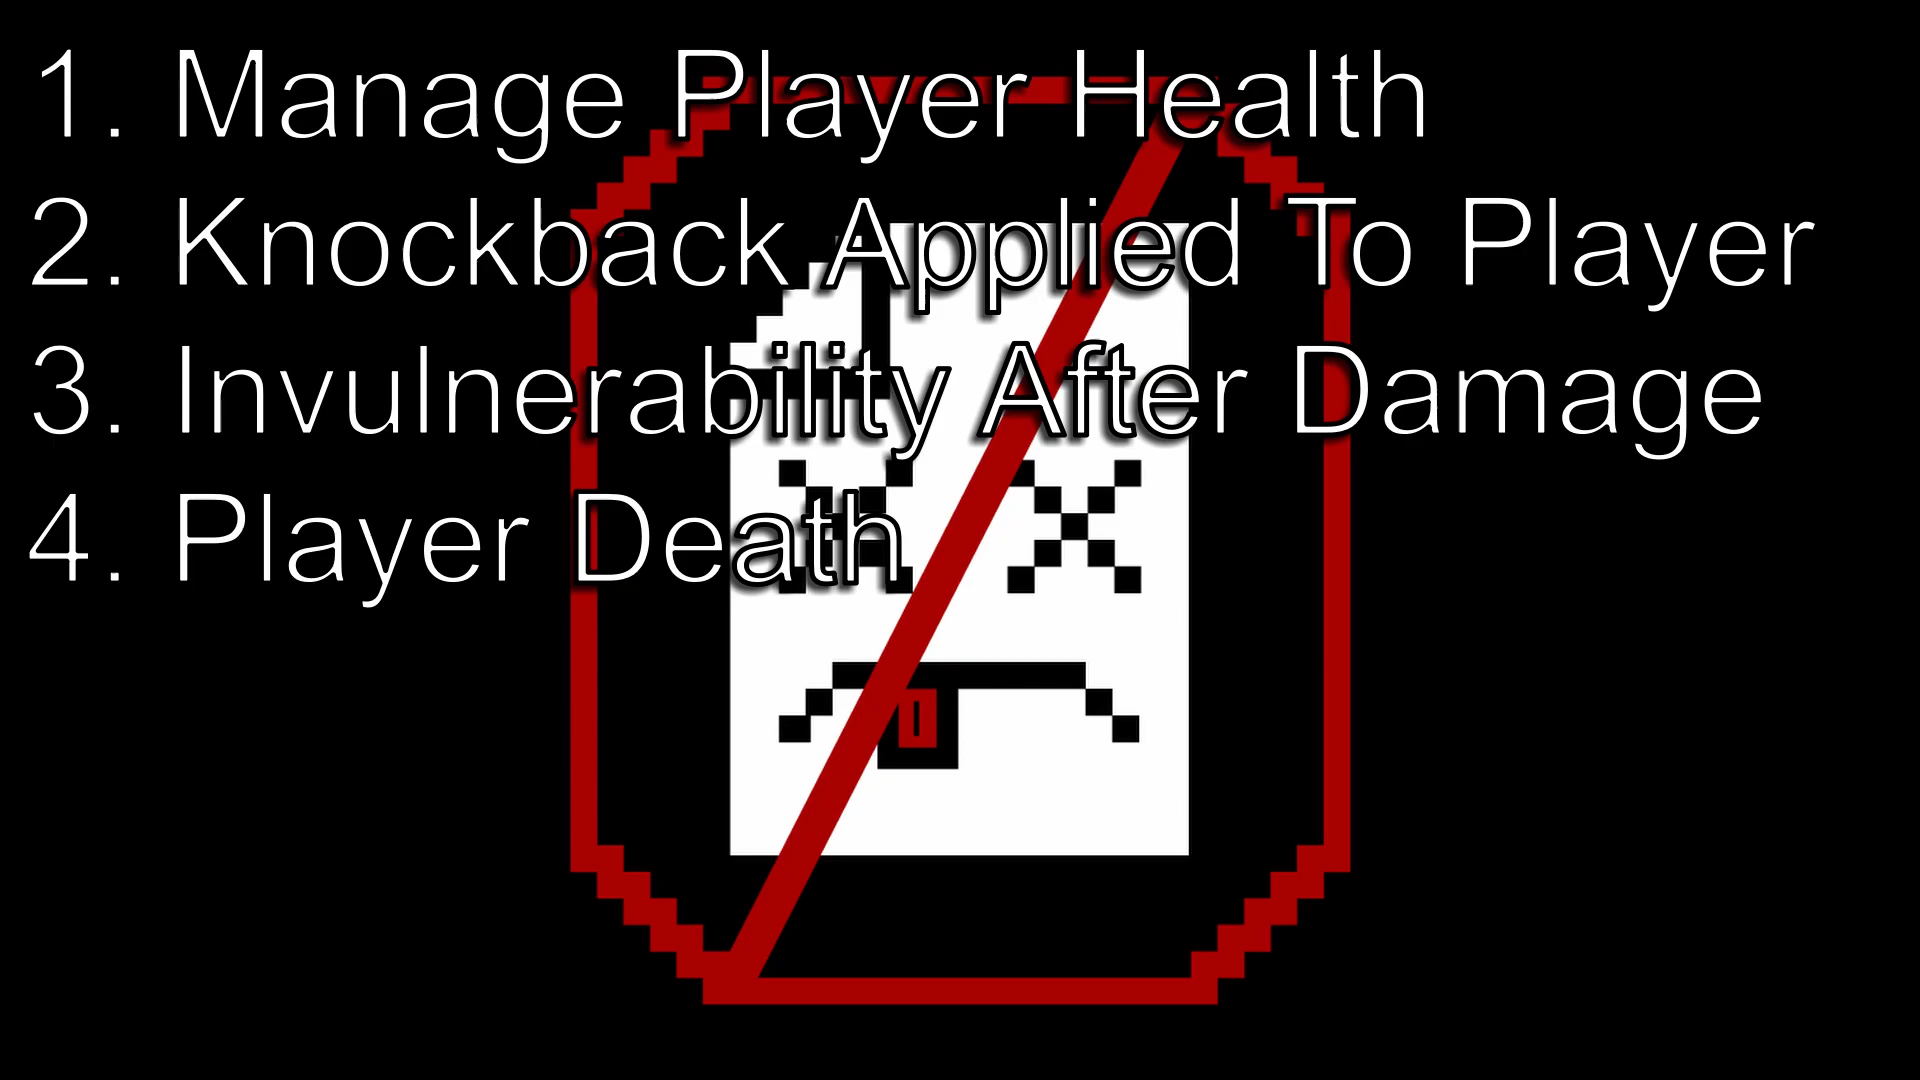 1. Manage Player Health
2. Knockback Applied To Player
3. Invulnerability After Damage
4. Player Death